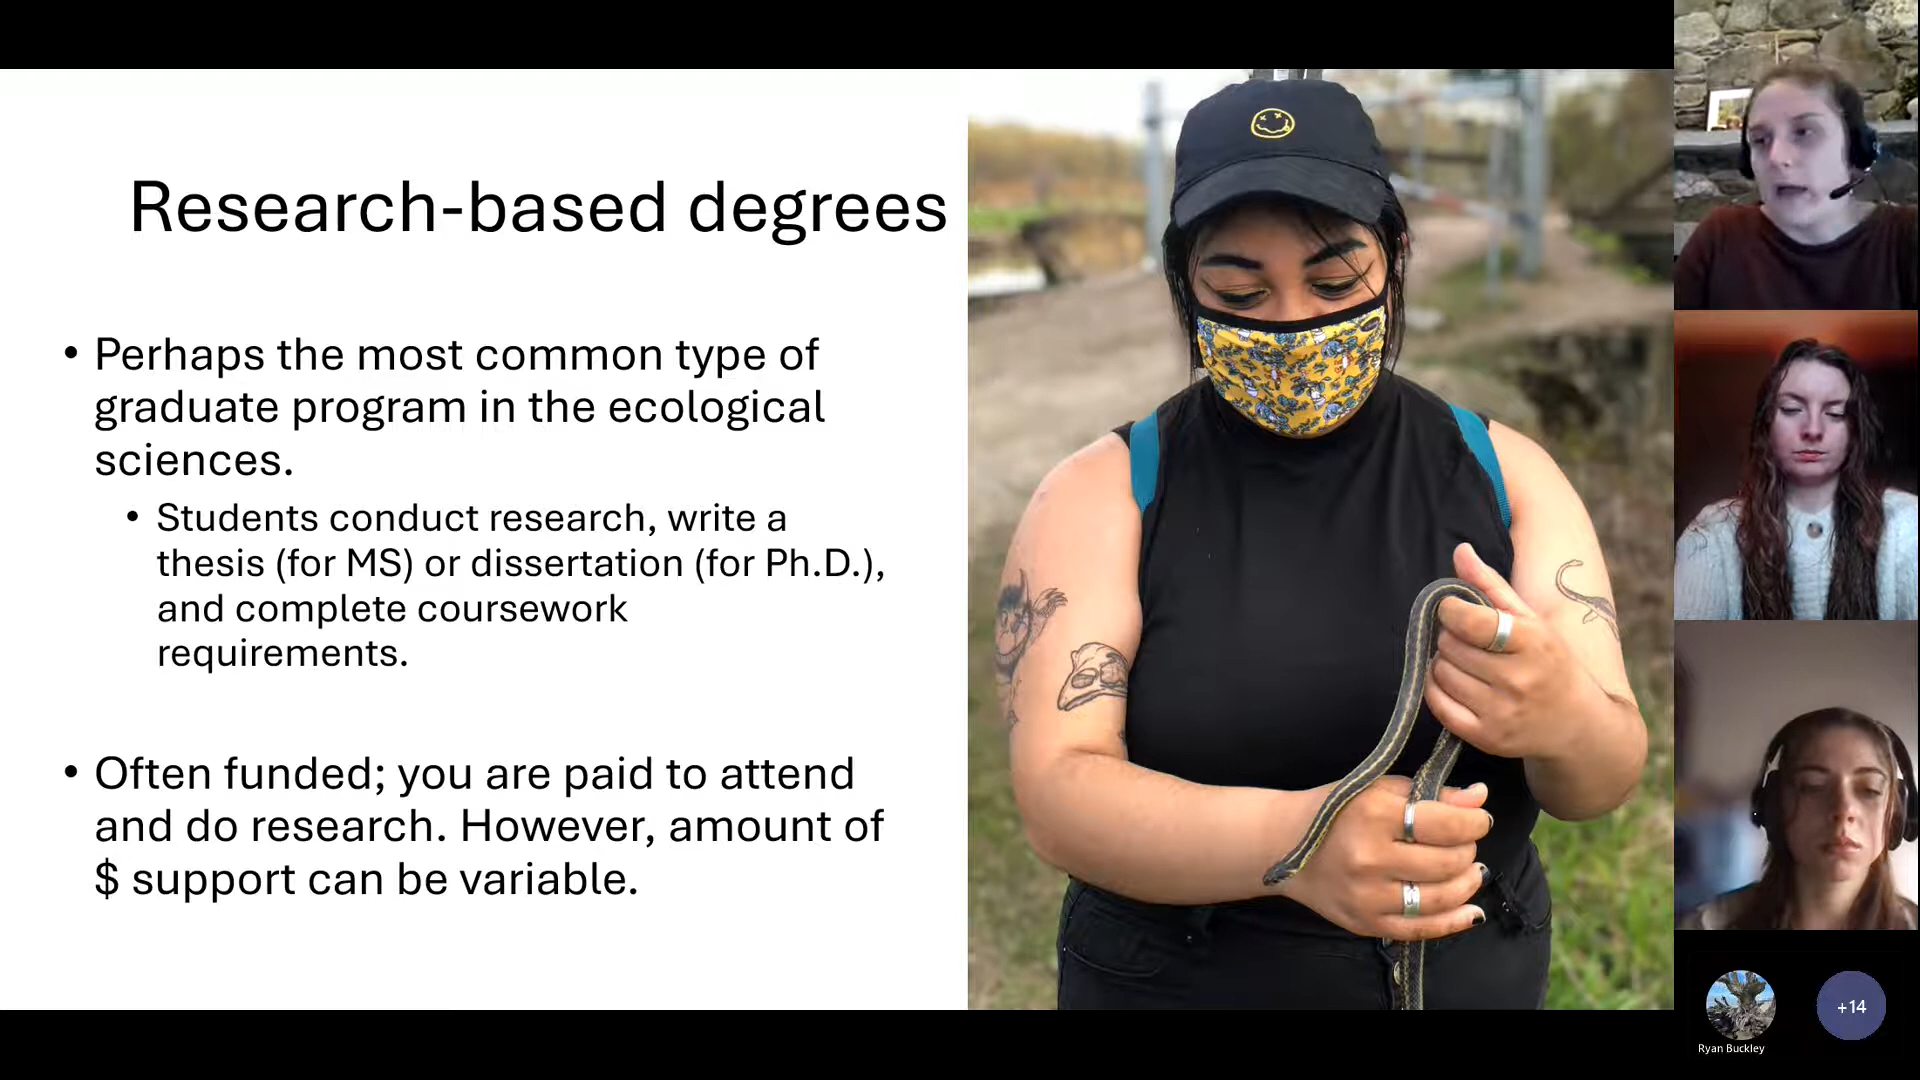 Research-based degrees
• Perhaps the most common type of
graduate program in the ecological
sciences.
• Students conduct research, write a
thesis (for MS) or dissertation (for Ph.D.),
and complete coursework
requirements.
• Often funded; you are paid to attend
and do research. However, amount of
$ support can be variable.
Ryan Buckley
+14